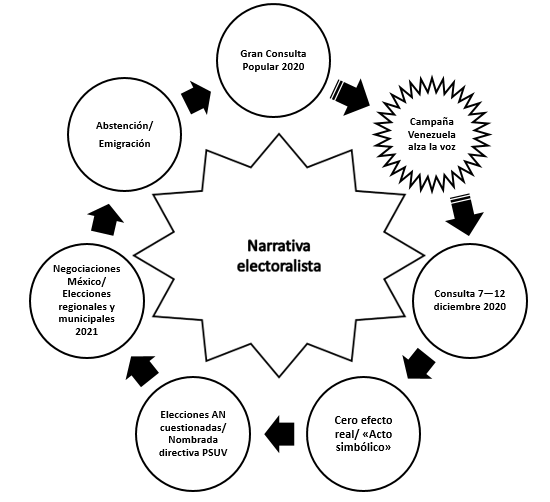 Gran Consulta
Popular 2020
Campaña
Venezuela
alza la voz
Consulta 7—12
diciembre 2020
Cero efecto
real/ «Acto
simbólico»
Elecciones AN
cuestionadas/
Nombrada
directiva PSUV
Negociaciones
México/
Elecciones
regionales y
municipales
2021
Abstención/
Emigración
Narrativa
electoralista